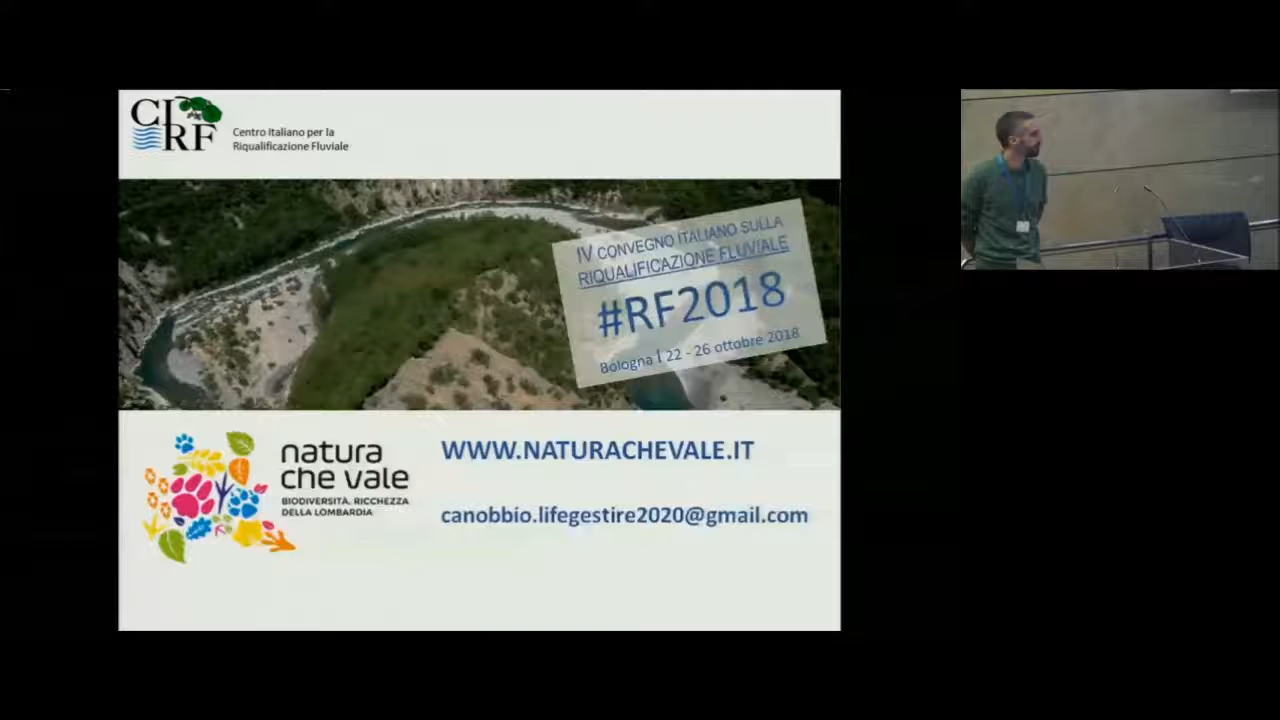 CIRF
Centro Italiano per la
Riqualificazione Fluviale
IV CONVEGNO ITALIANO SULLA
RIQUALIFICAZIONE FLUVIALE
#RF2018
Bologna | 22 - 26 ottobre 2018
natura
che vale
BIODIVERSITÀ, RICCHEZZA
DELLA LOMBARDIA
WWW.NATURACHEVALE.IT
canobbio.lifegestire2020@gmail.com